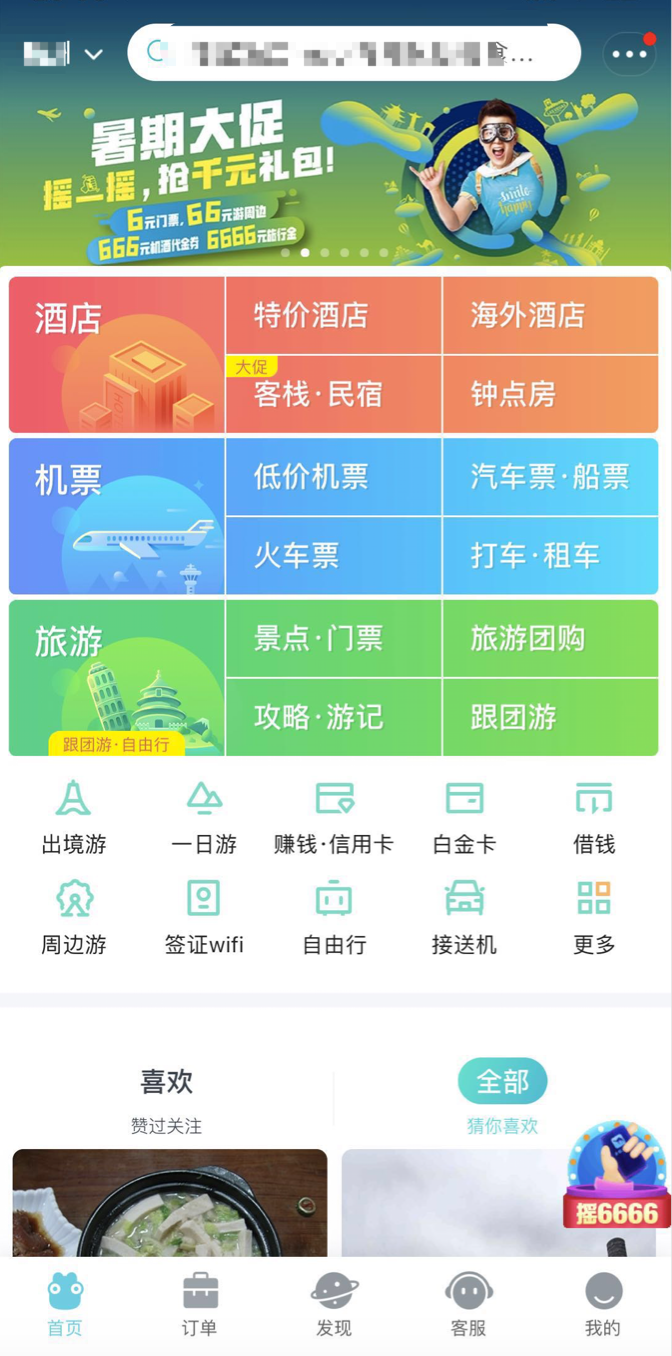 食...
暑期大促
摇一摇，抢千元礼包！
6元门票，66元游周边
666元机酒代金券 6666元旅行金
酒店
特价酒店
海外酒店
大促
客栈·民宿
钟点房
HOTEL
机票
低价机票
汽车票·船票
火车票
打车·租车
旅游
景点·门票
旅游团购
攻略·游记
跟团游
跟团游·自由行
出境游
一日游
赚钱·信用卡
白金卡
借钱
周边游
签证wifi
自由行
接送机
更多
喜欢
全部
赞过关注
猜你喜欢
摇6666
首页
订单
发现
客服
我的